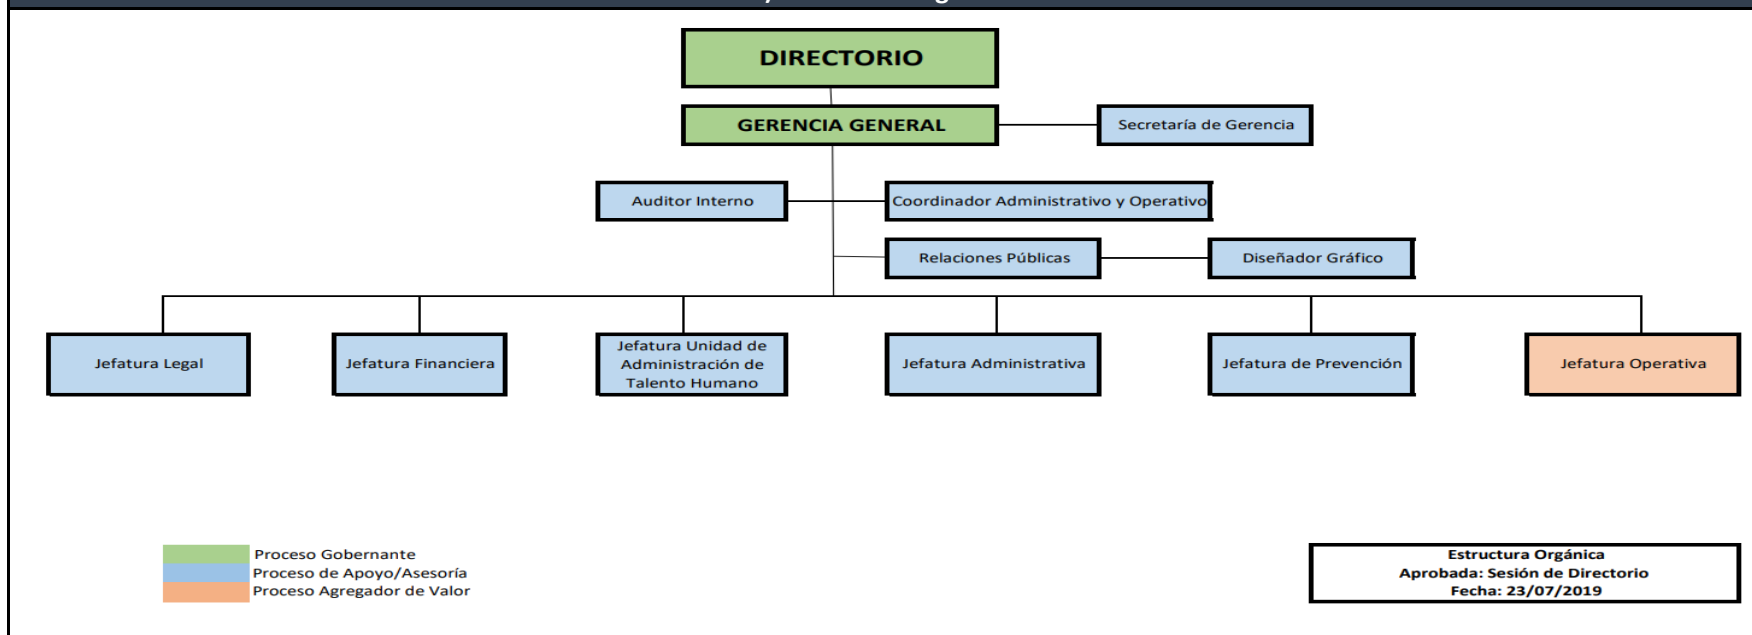 DIRECTORIO
GERENCIA GENERAL
Secretaría de Gerencia
Auditor Interno
Coordinador Administrativo y Operativo
Relaciones Públicas
Diseñador Gráfico
Jefatura Legal
Jefatura Financiera
Jefatura Unidad de
Administración de
Talento Humano
Jefatura Administrativa
Jefatura de Prevención
Jefatura Operativa
Proceso Gobernante
Proceso de Apoyo/Asesoría
Proceso Agregador de Valor
Estructura Orgánica
Aprobada: Sesión de Directorio
Fecha: 23/07/2019